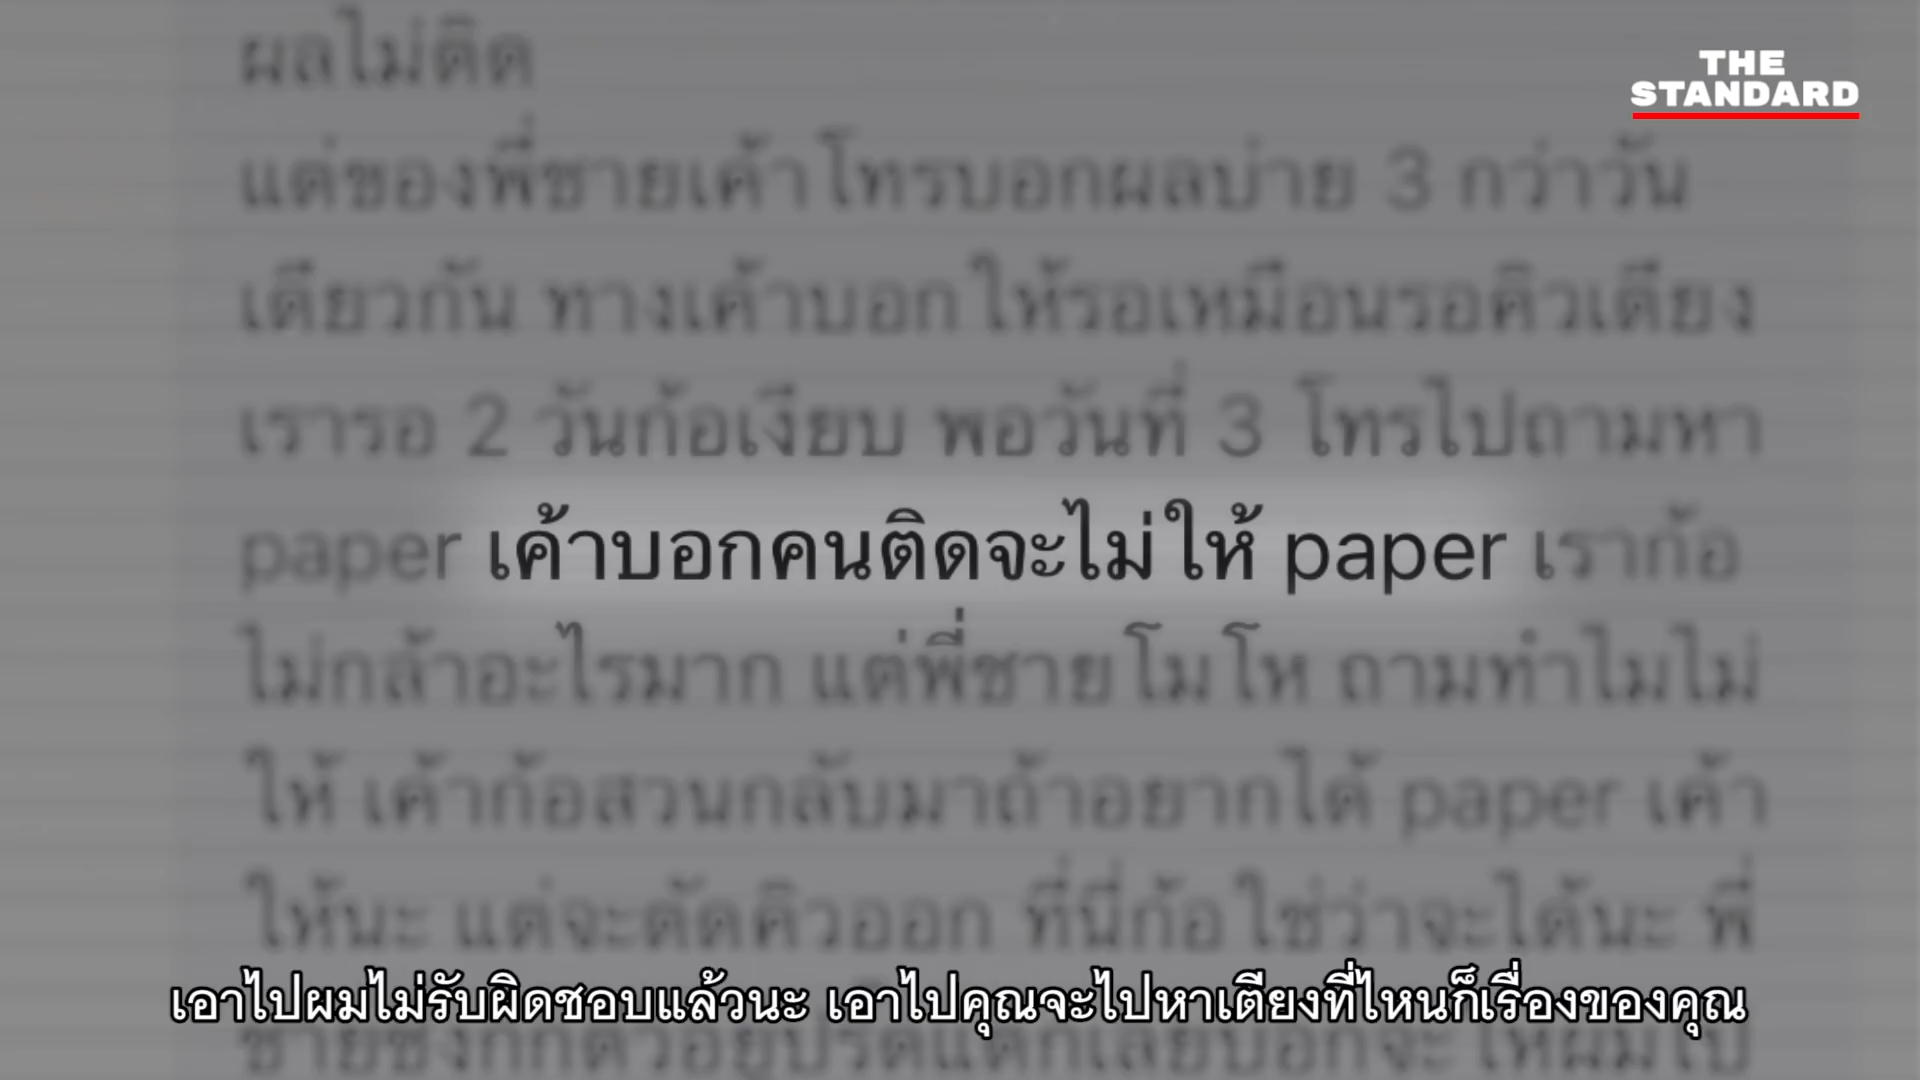 THE
STANDARD
ผลไม่ติด
แต่ของพี่ชายเค้าโทรบอกผลบ่าย 3 กว่าวัน
เดียวกัน ทางเค้าบอกให้รอเหมือนรอคิวเตียง
เรารอ 2 วันก้อเงียบ พอวันที่ 3 โทรไปถามหา
paper เค้าบอกคนติดจะไม่ให้ paper เราก้อ
ไม่กล้าอะไรมาก แต่พี่ชายโมโห ถามทำไมไม่
ให้ เค้าก้อสวนกลับมาถ้าอยากได้ paper เค้า
ให้นะ แต่จะตัดคิวออก ที่นี่ก้อใช่ว่าจะได้นะ พี่
เอาไปผมไม่รับผิดชอบแล้วนะ เอาไปคุณจะไปหาเตียงที่ไหนก็เรื่องของคุณ